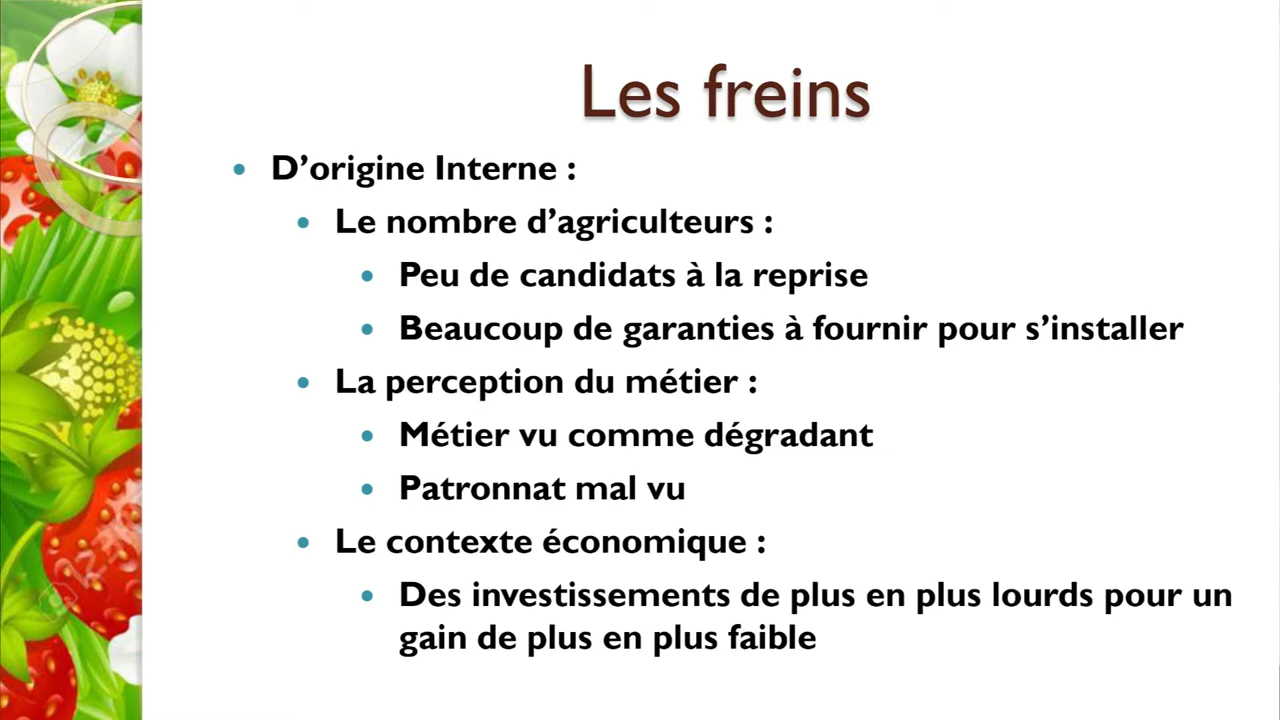 Les freins
D’origine Interne :
Le nombre d’agriculteurs :
Peu de candidats à la reprise
Beaucoup de garanties à fournir pour s’installer
La perception du métier :
Métier vu comme dégradant
Patronnat mal vu
Le contexte économique :
Des investissements de plus en plus lourds pour un
gain de plus en plus faible